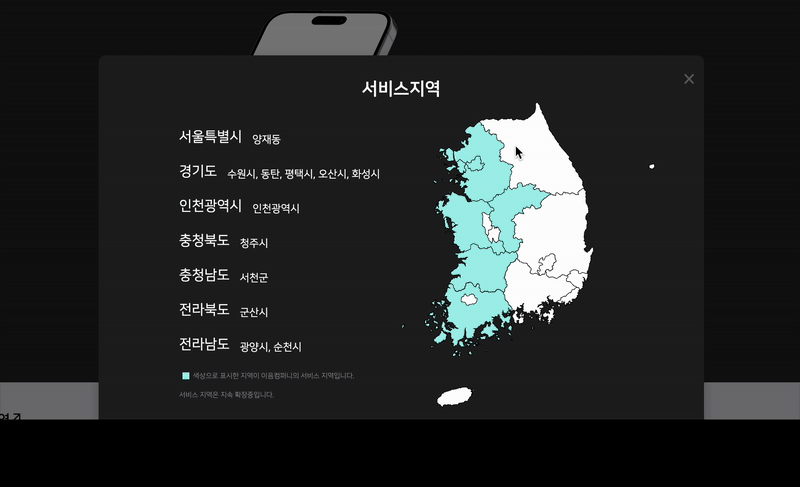 서비스지역
서울특별시 양재동
경기도 수원시, 동탄, 평택시, 오산시, 화성시
인천광역시 인천광역시
충청북도 청주시
충청남도 서천군
전라북도 군산시
전라남도 광양시, 순천시
색상으로 표시한 지역이 이음컴퍼니의 서비스 지역입니다.
서비스 지역은 지속 확장중입니다.